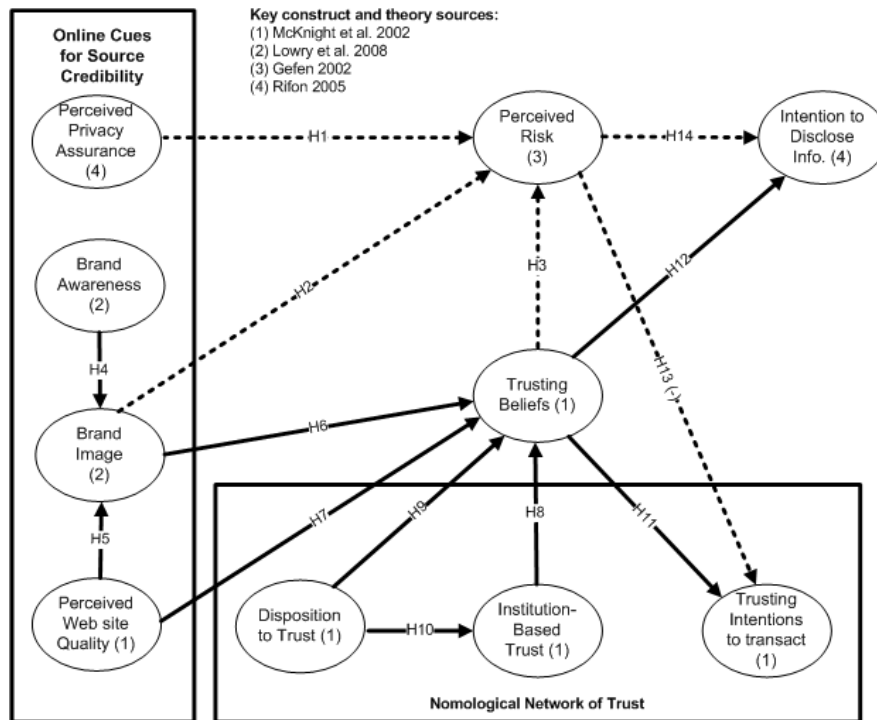 Online Cues
for Source
Credibility
Key construct and theory sources:
(1) McKnight et al. 2002
(2) Lowry et al. 2008
(3) Gefen 2002
(4) Rifon 2005
Perceived
Privacy
Assurance
(4)
H1
Perceived
Risk
(3)
H14
Intention to
Disclose
Info. (4)
Brand
Awareness
(2)
H2
H3
H12
H4
H13 (-)
Trusting
Beliefs (1)
Brand
Image
(2)
H6
H5
H7
H9
H8
H11
Perceived
Web site
Quality (1)
Disposition
to Trust (1)
H10
Institution-
Based
Trust (1)
Trusting
Intentions
to transact
(1)
Nomological Network of Trust